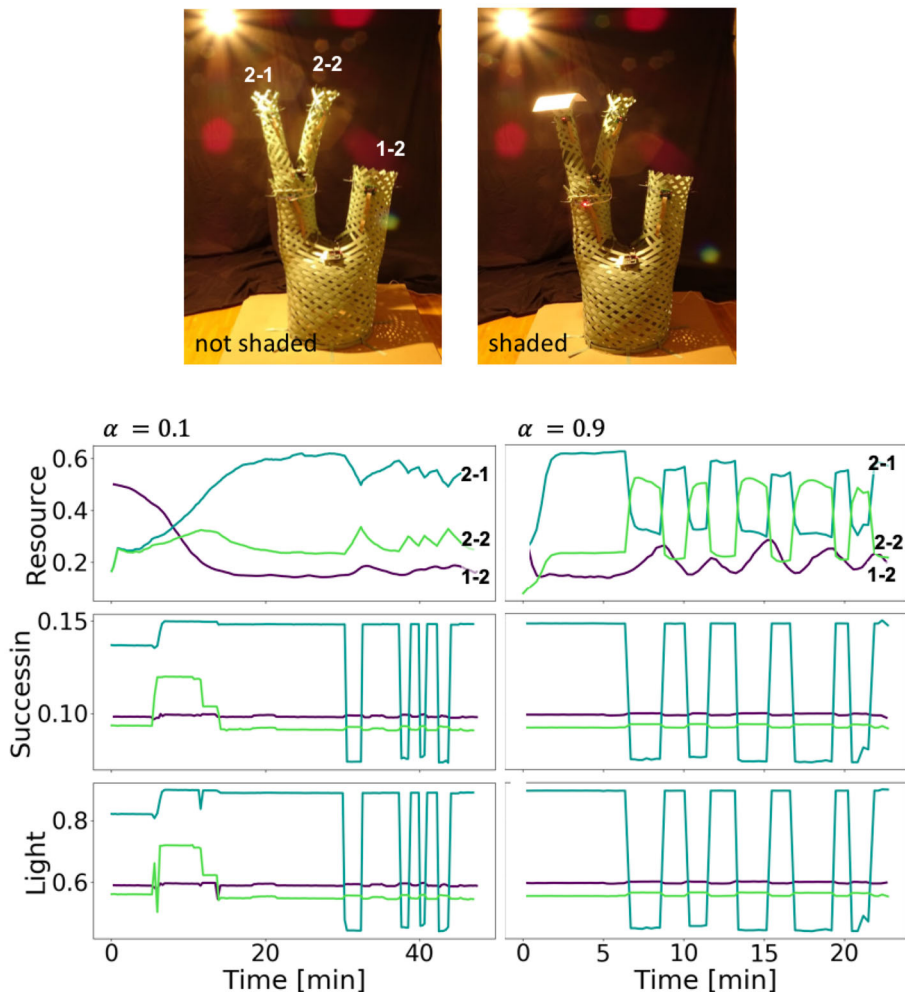 2-1 2-2
1-2
not shaded
shaded
α = 0.1
α = 0.9
Resource
0.6
0.4
0.2
2-1
2-2
1-2
2-1
2-2
1-2
Successin
0.15
0.10
Light
0.8
0.6
0 20 40
0 5 10 15 20
Time [min]
Time [min]